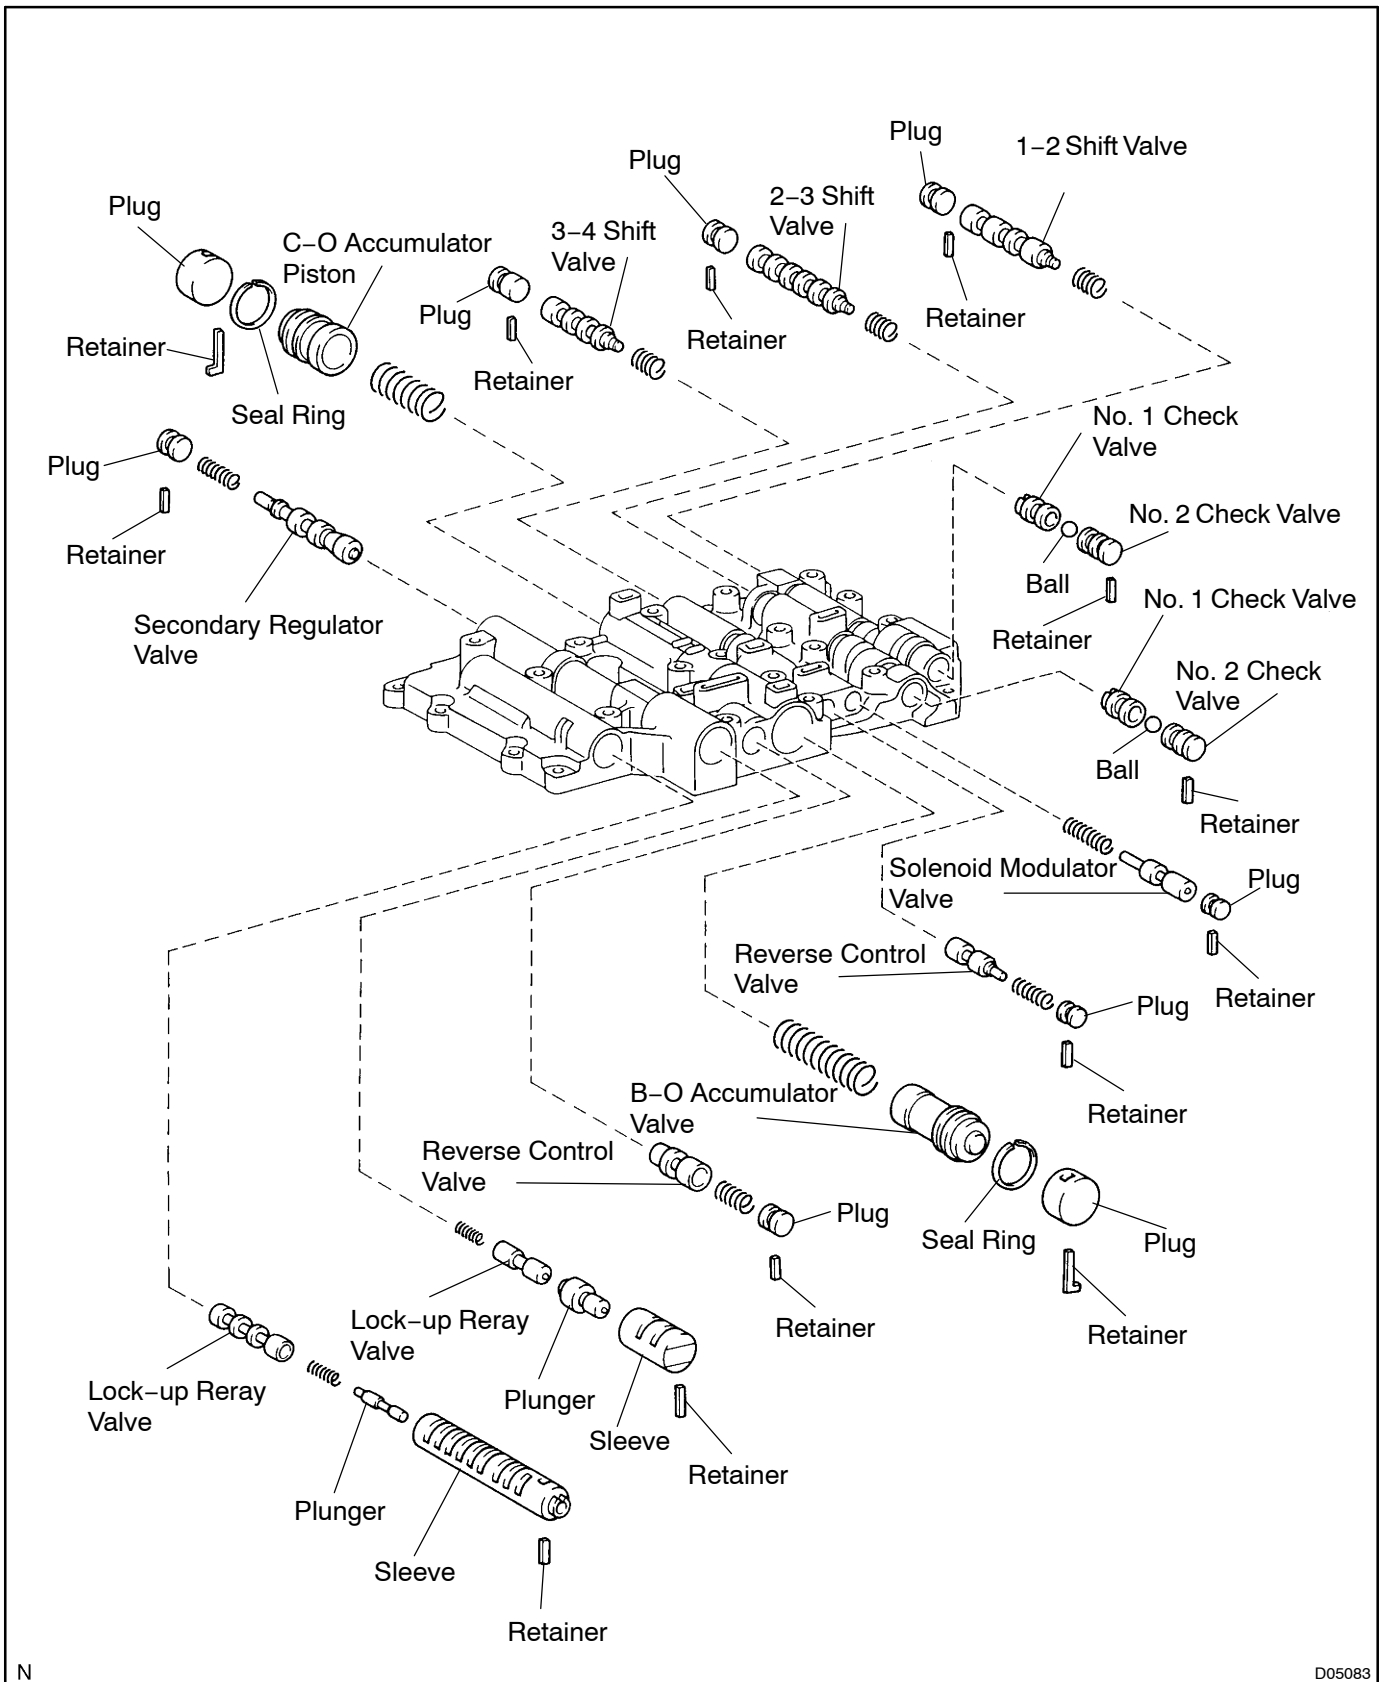 Plug
1–2 Shift Valve
Plug
2–3 Shift
Valve
Plug
C–O Accumulator
Piston
3–4 Shift
Valve
Plug
Retainer
Retainer
Retainer
Retainer
Seal Ring
No. 1 Check
Valve
Plug
No. 2 Check Valve
Retainer
Ball
No. 1 Check Valve
Secondary Regulator
Valve
Retainer
No. 2 Check
Valve
Ball
Retainer
Solenoid Modulator
Valve
Plug
Reverse Control
Valve
Plug
Retainer
B–O Accumulator
Valve
Retainer
Reverse Control
Valve
Plug
Seal Ring
Plug
Lock–up Reray
Valve
Retainer
Retainer
Lock–up Reray
Valve
Plunger
Sleeve
Retainer
Plunger
Sleeve
Retainer
N
D05083